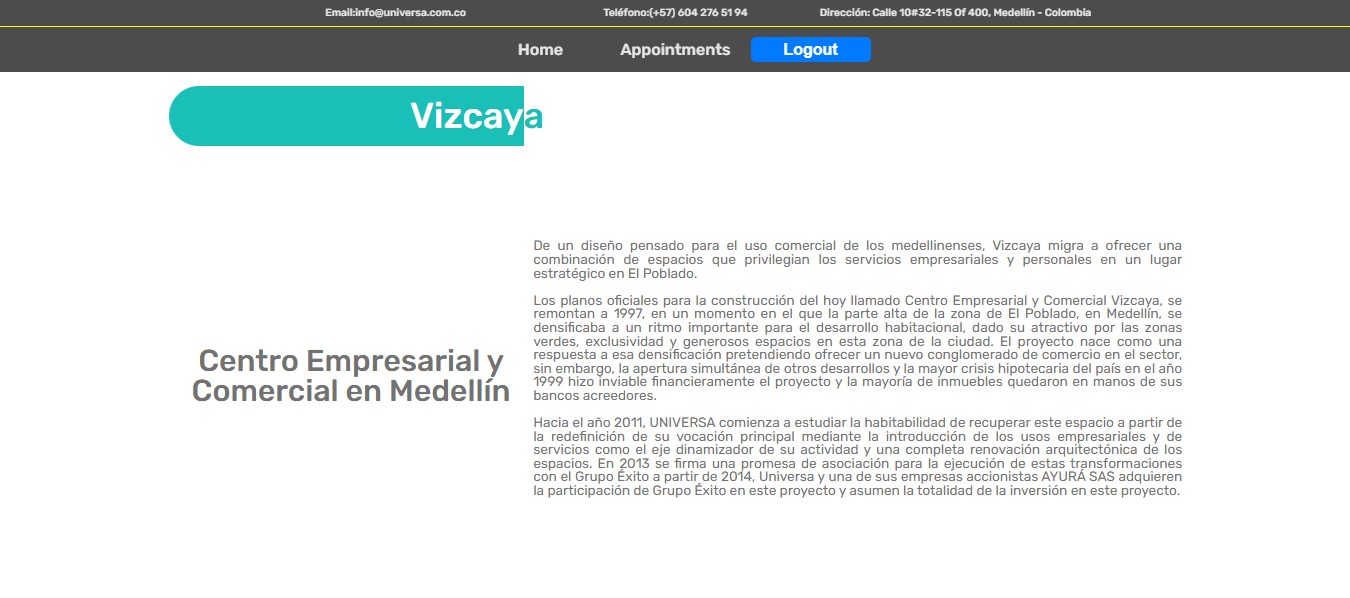 Email:info@universa.com.co Teléfono:(+57) 604 276 51 94 Dirección: Calle 10#32-115 Of 400, Medellín - Colombia
Home Appointments Logout
Vizcaya
Centro Empresarial y
Comercial en Medellín
De un diseño pensado para el uso comercial de los medellinenses, Vizcaya migra a ofrecer una
combinación de espacios que privilegian los servicios empresariales y personales en un lugar
estratégico en El Poblado.
Los planos oficiales para la construcción del hoy llamado Centro Empresarial y Comercial Vizcaya, se
remontan a 1997, en un momento en el que la parte alta de la zona de El Poblado, en Medellín, se
densificaba a un ritmo importante para el desarrollo habitacional, dado su atractivo por las zonas
verdes, exclusividad y generosos espacios en esta zona de la ciudad. El proyecto nace como una
respuesta a esa densificación pretendiendo ofrecer un nuevo conglomerado de comercio en el sector,
sin embargo, la apertura simultánea de otros desarrollos y la mayor crisis hipotecaria del país en el año
1999 hizo inviable financieramente el proyecto y la mayoría de inmuebles quedaron en manos de sus
bancos acreedores.
Hacia el año 2011, UNIVERSA comienza a estudiar la habitabilidad de recuperar este espacio a partir de
la redefinición de su vocación principal mediante la introducción de los usos empresariales y de
servicios como el eje dinamizador de su actividad y una completa renovación arquitectónica de los
espacios. En 2013 se firma una promesa de asociación para la ejecución de estas transformaciones
con el Grupo Éxito a partir de 2014, Universa y una de sus empresas accionistas AYURÁ SAS adquieren
la participación de Grupo Éxito en este proyecto y asumen la totalidad de la inversión en este proyecto.